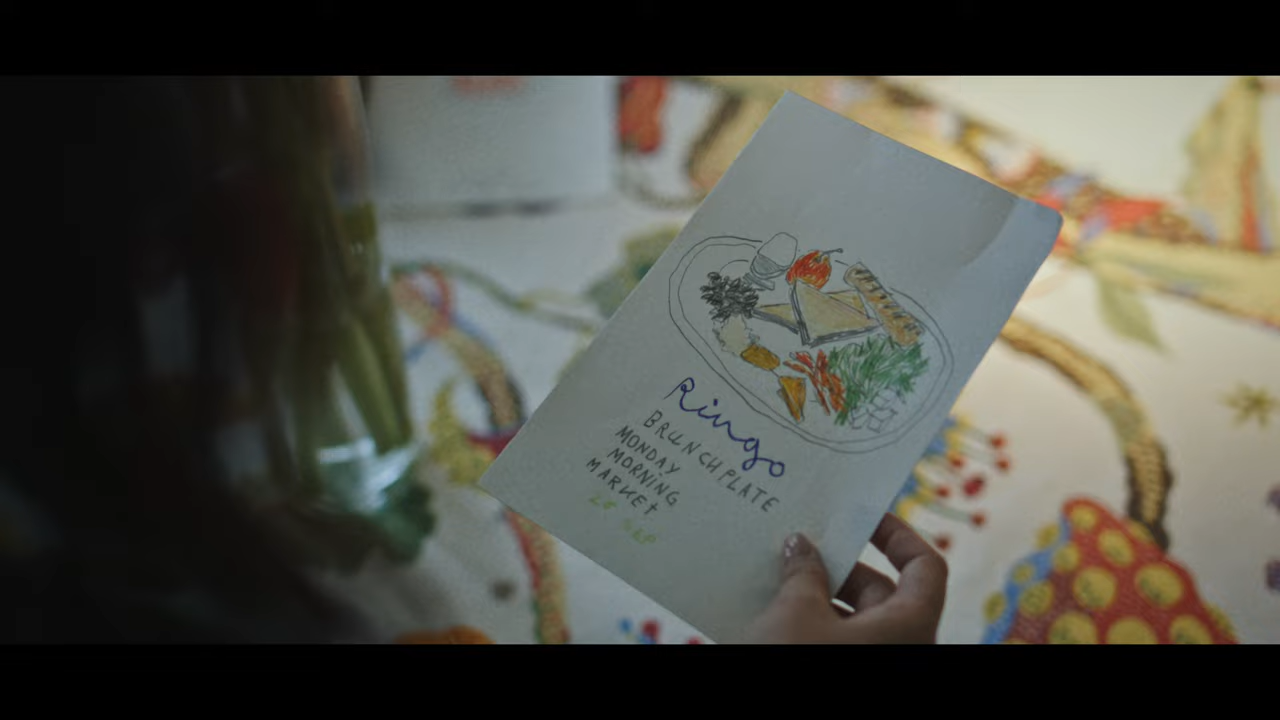 Ringo
BRUNCH PLATE
MONDAY
MORNING
MARKET